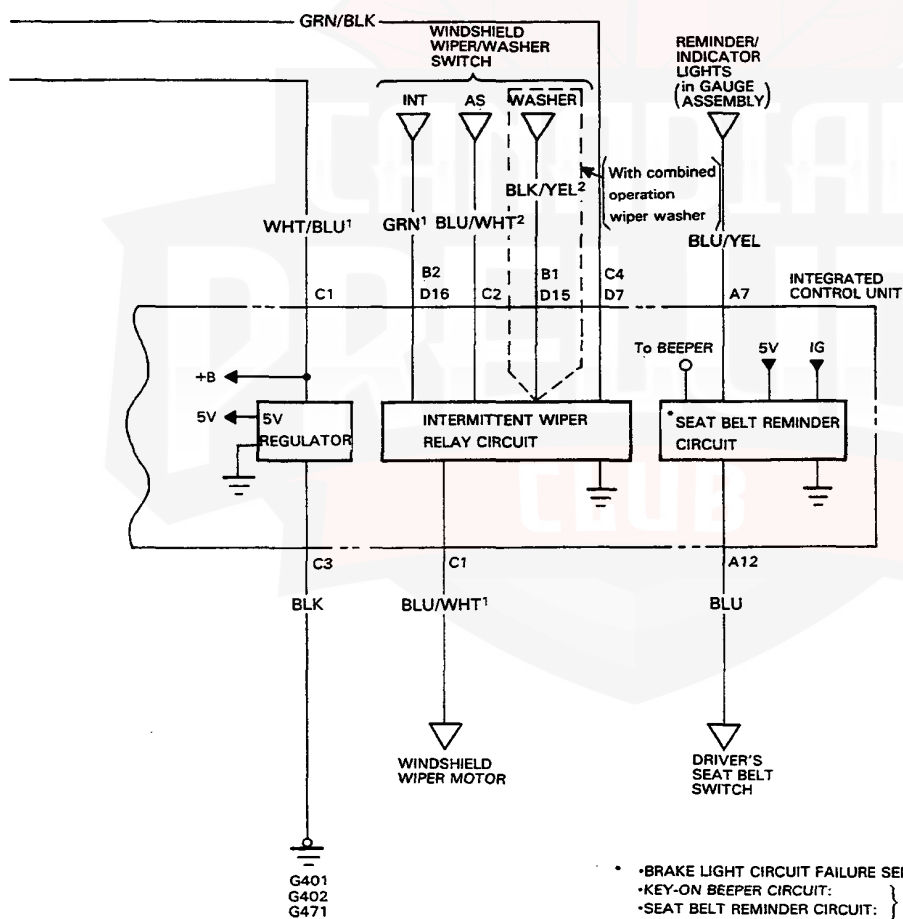 GRN/BLK
WINDSHIELD
WIPER/WASHER
SWITCH
REMINDER/
INDICATOR
LIGHTS
(in GAUGE
ASSEMBLY)
INT
AS
WASHER
With combined
operation
wiper washer
BLK/YEL²
WHT/BLU¹
GRN¹
BLU/WHT²
BLU/YEL
B2
B1
C4
C1
D16
C2
D15
D7
A7
INTEGRATED
CONTROL UNIT
To BEEPER
5V
IG
+B
5V
5V
REGULATOR
INTERMITTENT WIPER
RELAY CIRCUIT
*SEAT BELT REMINDER
CIRCUIT
CANADIAN
PRELUDE
CLUB
C3
C1
A12
BLK
BLU/WHT¹
BLU
WINDSHIELD
WIPER MOTOR
DRIVER'S
SEAT BELT
SWITCH
G401
G402
G471
* •BRAKE LIGHT CIRCUIT FAILURE SE
•KEY-ON BEEPER CIRCUIT:
•SEAT BELT REMINDER CIRCUIT: